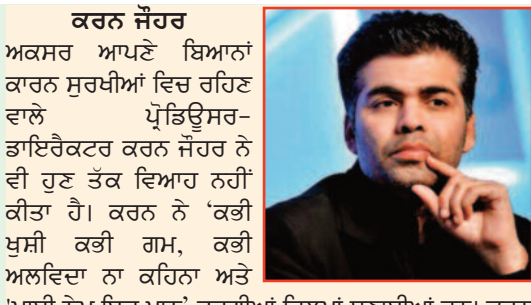 ਕਰਨ ਜੌਹਰ
ਅਕਸਰ ਆਪਣੇ ਬਿਆਨਾਂ
ਕਾਰਨ ਸੁਰਖੀਆਂ ਵਿਚ ਰਹਿਣ
ਵਾਲੇ ਪ੍ਰੋਡਿਊਸਰ-
ਡਾਇਰੈਕਟਰ ਕਰਨ ਜੌਹਰ ਨੇ
ਵੀ ਹੁਣ ਤੱਕ ਵਿਆਹ ਨਹੀਂ
ਕੀਤਾ ਹੈ। ਕਰਨ ਨੇ ‘ਕਭੀ
ਖੁਸ਼ੀ ਕਭੀ ਗਮ, ਕਭੀ
ਅਲਵਿਦਾ ਨਾ ਕਹਿਨਾ ਅਤੇ